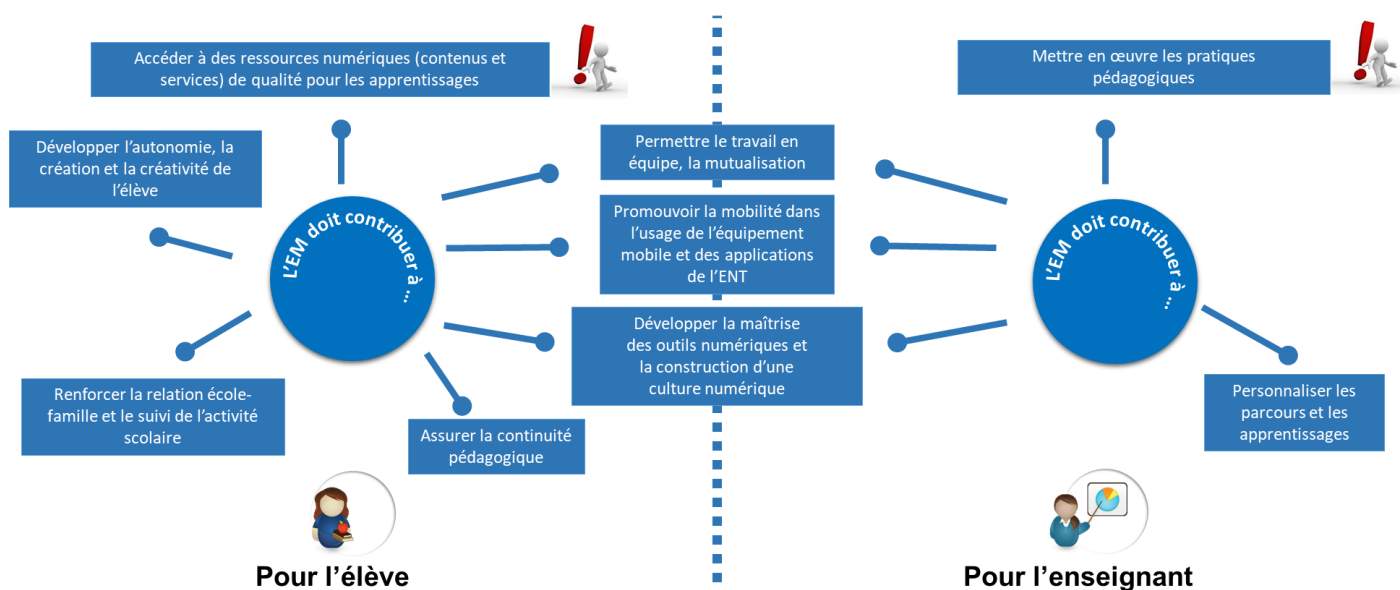 Accéder à des ressources numériques (contenus et
services) de qualité pour les apprentissages
Développer l'autonomie, la
création et la créativité de
l'élève
L'EM doit contribuer à ...
Renforcer la relation école-
famille et le suivi de l'activité
scolaire
Assurer la continuité
pédagogique
Pour l'élève
Permettre le travail en
équipe, la mutualisation
Promouvoir la mobilité dans
l'usage de l'équipement
mobile et des applications
de l'ENT
Développer la maîtrise
des outils numériques et
la construction d'une
culture numérique
Mettre en œuvre les pratiques
pédagogiques
L'EM doit contribuer à ...
Personnaliser les
parcours et les
apprentissages
Pour l'enseignant